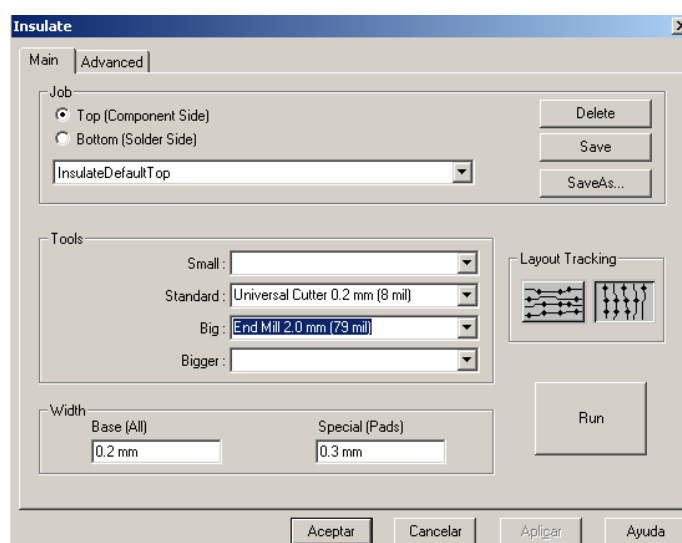 Insulate
Main
Advanced
Job
Top (Component Side)
Bottom (Solder Side)
InsulateDefaultTop
Delete
Save
SaveAs...
Tools
Small :
Standard : Universal Cutter 0.2 mm (8 mil)
Big : End Mill 2.0 mm (79 mil)
Bigger :
Layout Tracking
Width
Base (All)
Special (Pads)
0.2 mm
0.3 mm
Run
Aceptar
Cancelar
Aplicar
Ayuda